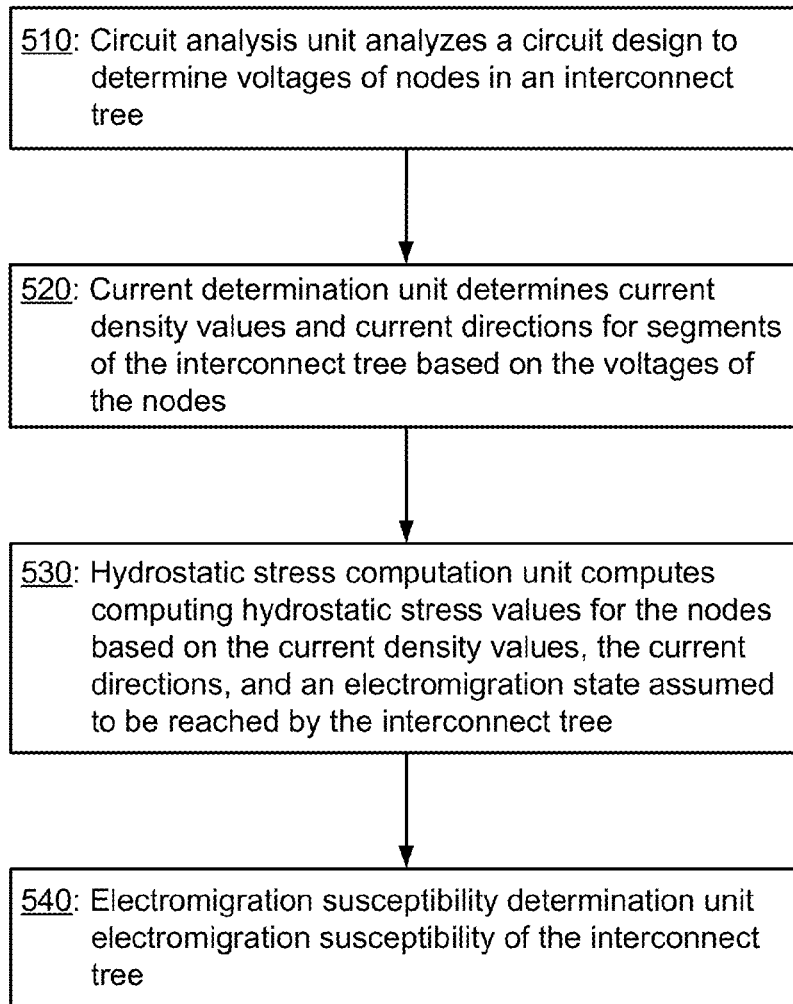 510: Circuit analysis unit analyzes a circuit design to
determine voltages of nodes in an interconnect
tree
520: Current determination unit determines current
density values and current directions for segments
of the interconnect tree based on the voltages of
the nodes
530: Hydrostatic stress computation unit computes
computing hydrostatic stress values for the nodes
based on the current density values, the current
directions, and an electromigration state assumed
to be reached by the interconnect tree
540: Electromigration susceptibility determination unit
electromigration susceptibility of the interconnect
tree